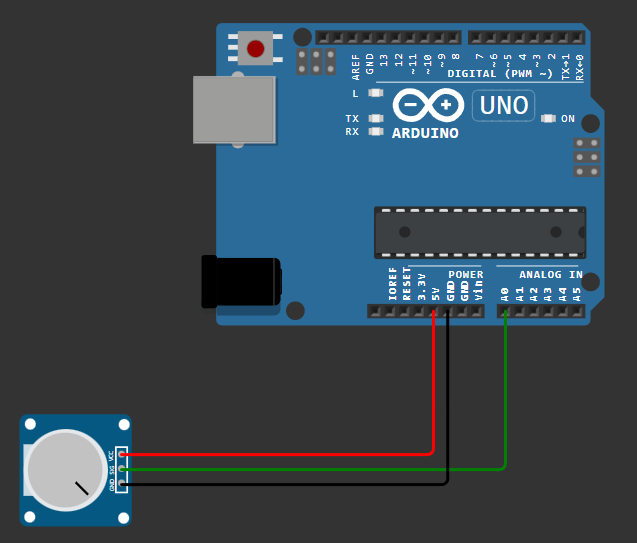 AREF
GND
13
12
~11
~10
~9
8
7
~6
~5
4
~3
2
TX→1
RX←0
DIGITAL (PWM ~)
L
TX
RX
UNO
ON
ARDUINO
POWER
ANALOG IN
IOREF
RESET
3.3V
5V
GND
GND
Vin
A0
A1
A2
A3
A4
A5
VCC
SIG
GND